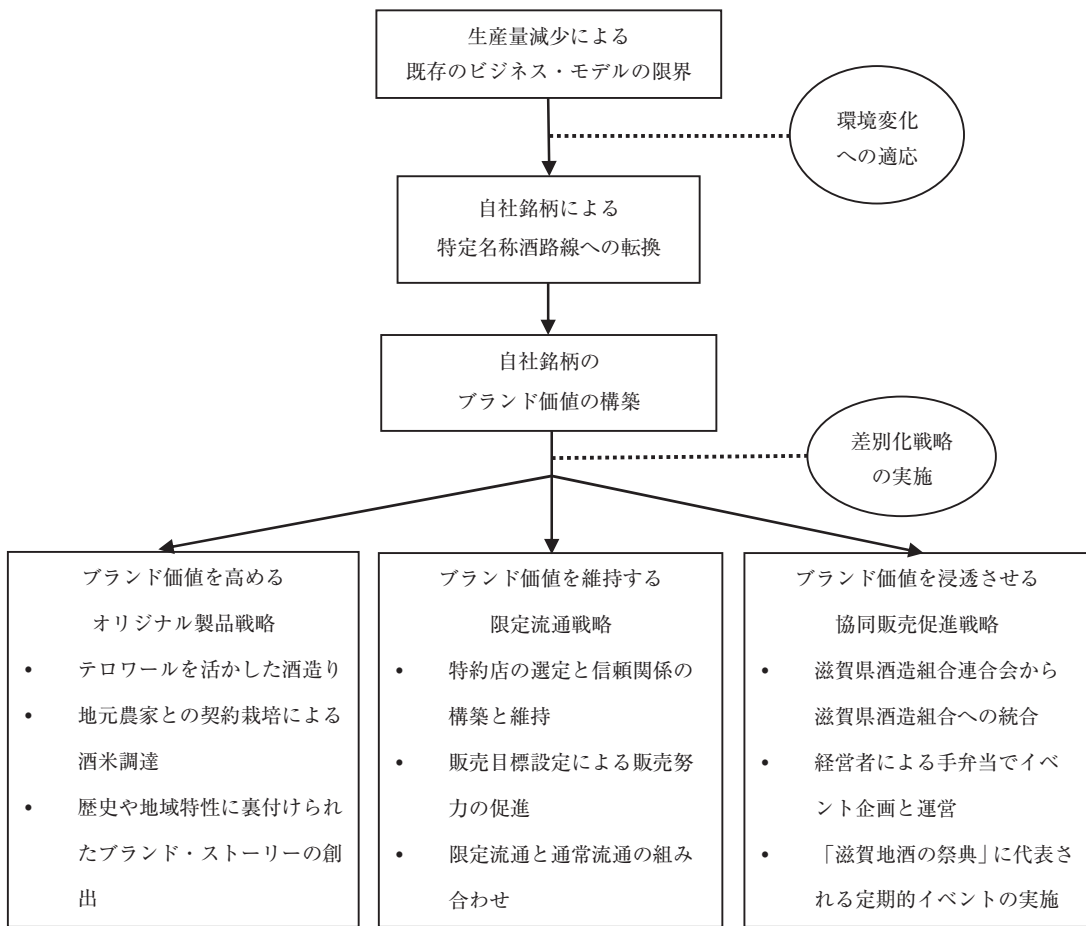 生産量減少による
既存のビジネス・モデルの限界
環境変化
への適応
自社銘柄による
特定名称酒路線への転換
自社銘柄の
ブランド価値の構築
差別化戦略
の実施
ブランド価値を高める
オリジナル製品戦略
• テロワールを活かした酒造り
• 地元農家との契約栽培による
酒米調達
• 歴史や地域特性に裏付けられ
たブランド・ストーリーの創
出
ブランド価値を維持する
限定流通戦略
• 特約店の選定と信頼関係の
構築と維持
• 販売目標設定による販売努
力の促進
• 限定流通と通常流通の組み
合わせ
ブランド価値を浸透させる
協同販売促進戦略
• 滋賀県酒造組合連合会から
滋賀県酒造組合への統合
• 経営者による手弁当でイベ
ント企画と運営
• 「滋賀地酒の祭典」に代表さ
れる定期的イベントの実施